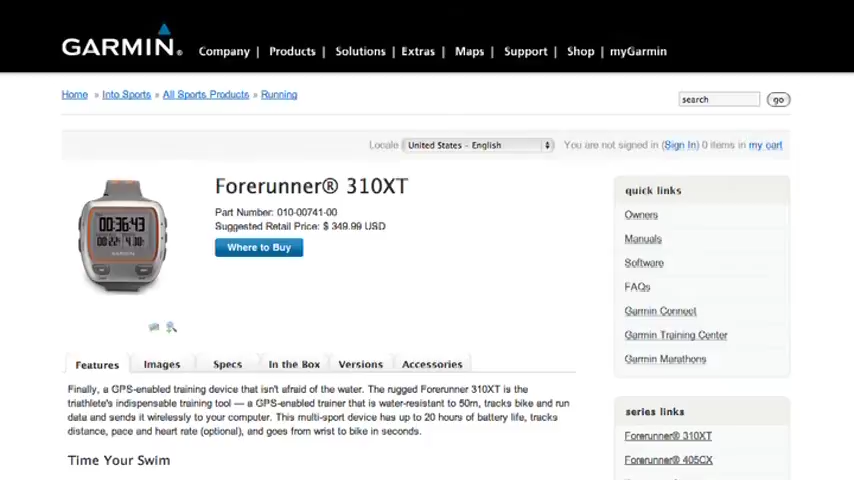 GARMIN.
Company | Products | Solutions | Extras | Maps | Support | Shop | myGarmin
Home » Into Sports » All Sports Products » Running
search go
Locale United States - English You are not signed in (Sign In) 0 items in my cart
Forerunner® 310XT
Part Number: 010-00741-00
Suggested Retail Price: $ 349.99 USD
Where to Buy
00:36:43
GARMIN
Features Images Specs In the Box Versions Accessories
Finally, a GPS-enabled training device that isn't afraid of the water. The rugged Forerunner 310XT is the
triathlete's indispensable training tool — a GPS-enabled trainer that is water-resistant to 50m, tracks bike and run
data and sends it wirelessly to your computer. This multi-sport device has up to 20 hours of battery life, tracks
distance, pace and heart rate (optional), and goes from wrist to bike in seconds.
Time Your Swim
quick links
Owners
Manuals
Software
FAQs
Garmin Connect
Garmin Training Center
Garmin Marathons
series links
Forerunner® 310XT
Forerunner® 405CX